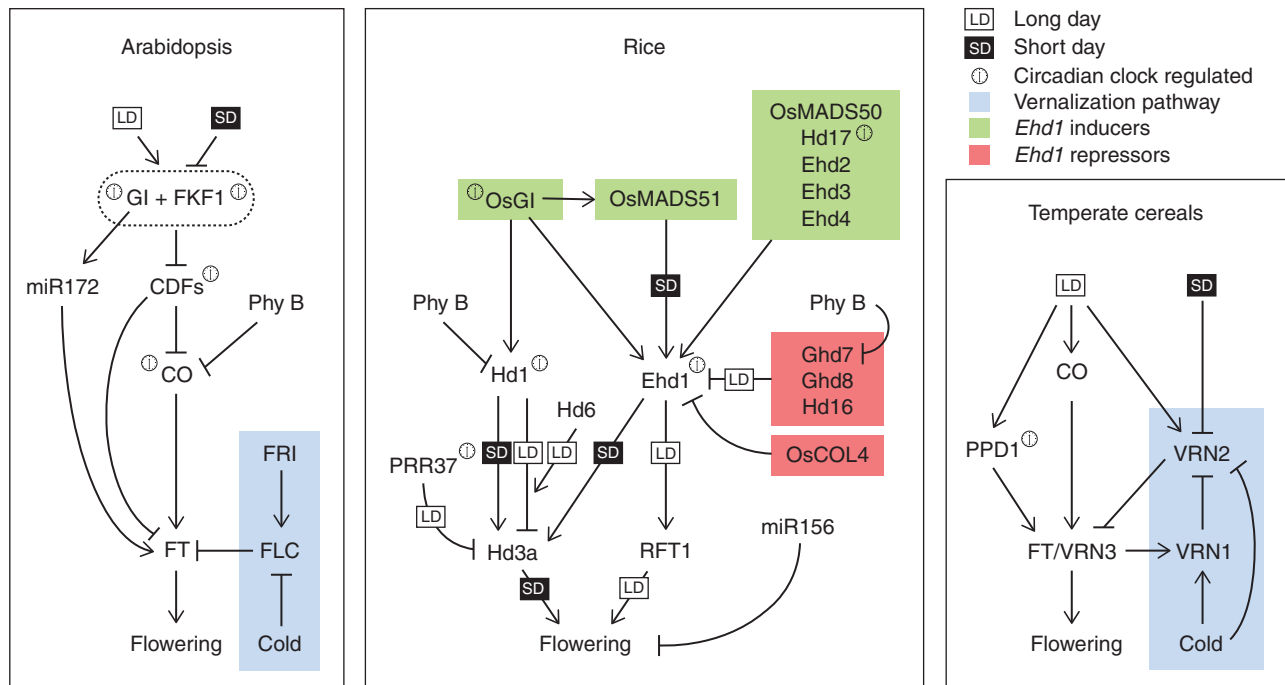 Arabidopsis
LD
SD
GI + FKF1
miR172
CDFs
Phy B
CO
FRI
FT
FLC
Flowering
Cold
Rice
OsMADS50
Hd17
Ehd2
Ehd3
Ehd4
OsGI
OsMADS51
SD
Phy B
Phy B
Hd1
Ehd1
LD
Ghd7
Ghd8
Hd16
Hd6
PRR37
SD
LD
LD
SD
LD
OsCOL4
LD
Hd3a
RFT1
miR156
SD
LD
Flowering
LD Long day
SD Short day
Circadian clock regulated
Vernalization pathway
Ehd1 inducers
Ehd1 repressors
Temperate cereals
LD
SD
CO
PPD1
VRN2
FT/VRN3
VRN1
Flowering
Cold